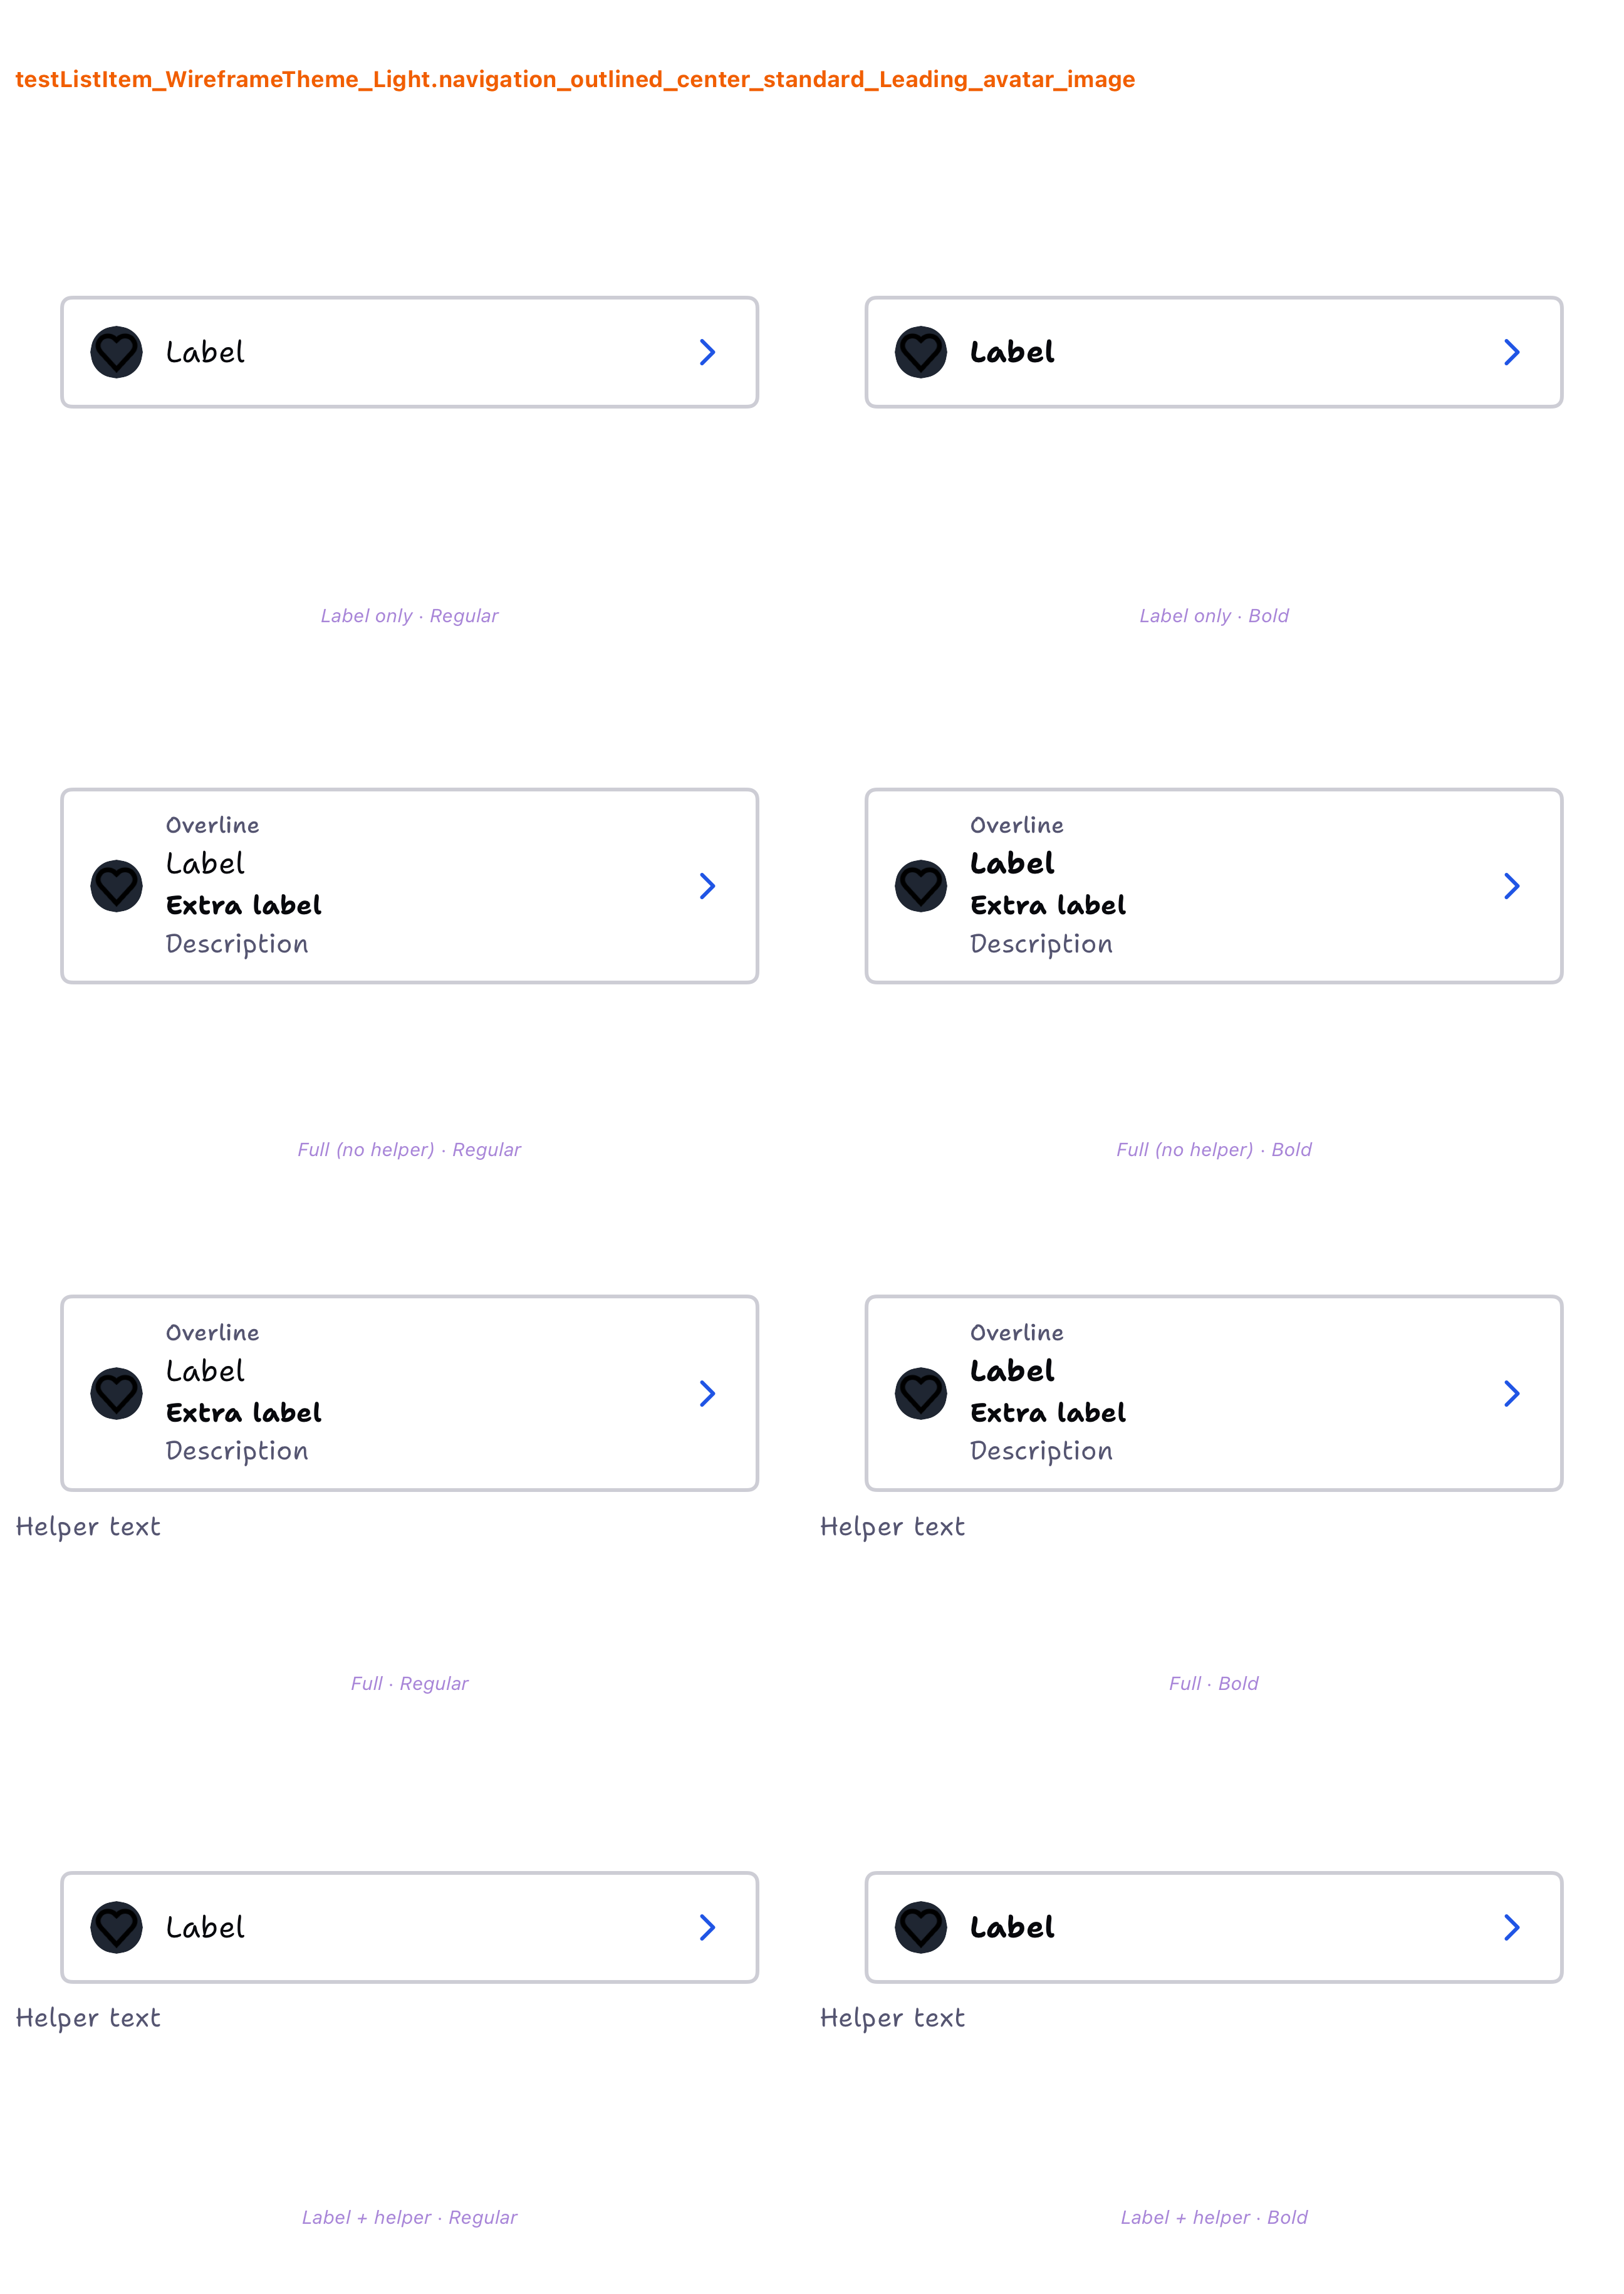 testListItem_WireframeTheme_Light.navigation_outlined_center_standard_Leading_avatar_image
Label
Label
Label only · Regular
Label only · Bold
Overline
Label
Extra label
Description
Overline
Label
Extra label
Description
Full (no helper) · Regular
Full (no helper) · Bold
Overline
Label
Extra label
Description
Helper text
Overline
Label
Extra label
Description
Helper text
Full · Regular
Full · Bold
Label
Helper text
Label
Helper text
Label + helper · Regular
Label + helper · Bold